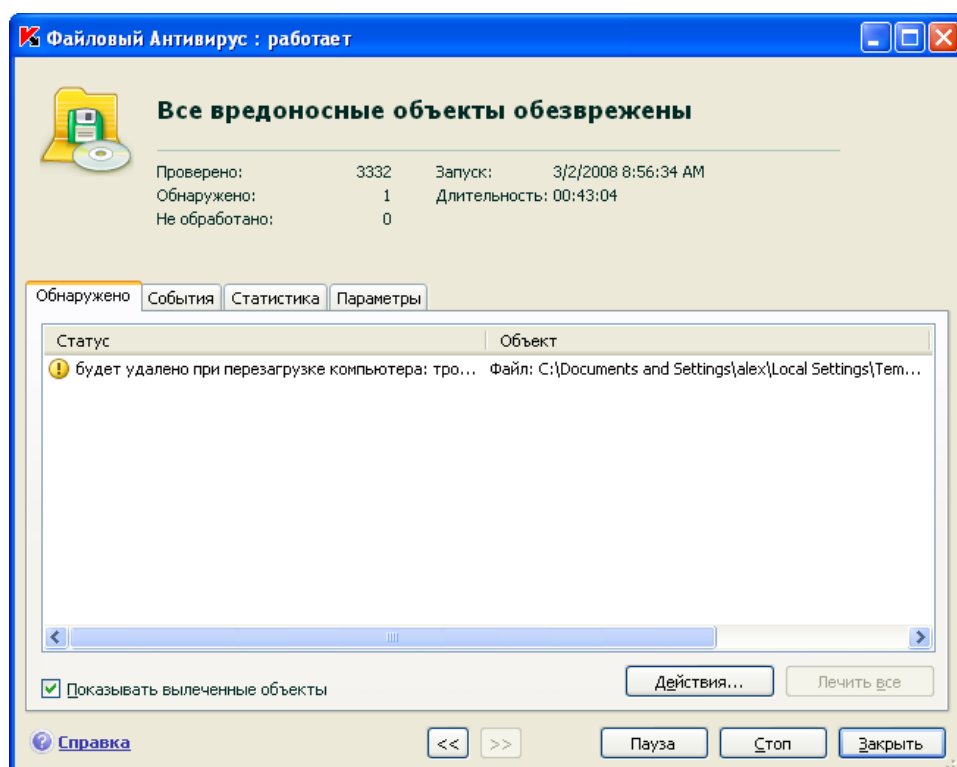 Файловый Антивирус : работает
Все вредоносные объекты обезврежены
Проверено: 3332 Запуск: 3/2/2008 8:56:34 AM
Обнаружено: 1 Длительность: 00:43:04
Не обработано: 0
Обнаружено События Статистика Параметры
Статус Объект
будет удалено при перезагрузке компьютера: тро... Файл: C:\Documents and Settings\alex\Local Settings\Tem...
Показывать вылеченные объекты Действия... Лечить все
Справка << >> Пауза Стоп Закрыть